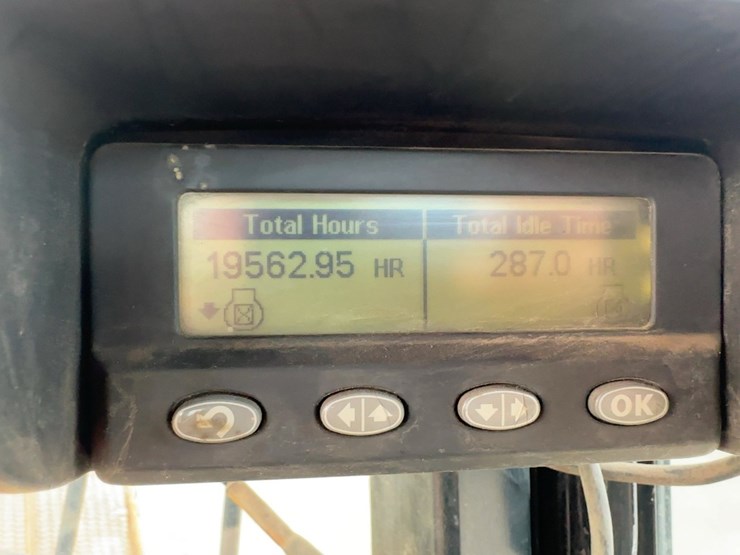 Total Hours
Total Idle Time
19562.95 HR
287.0 HR
OK